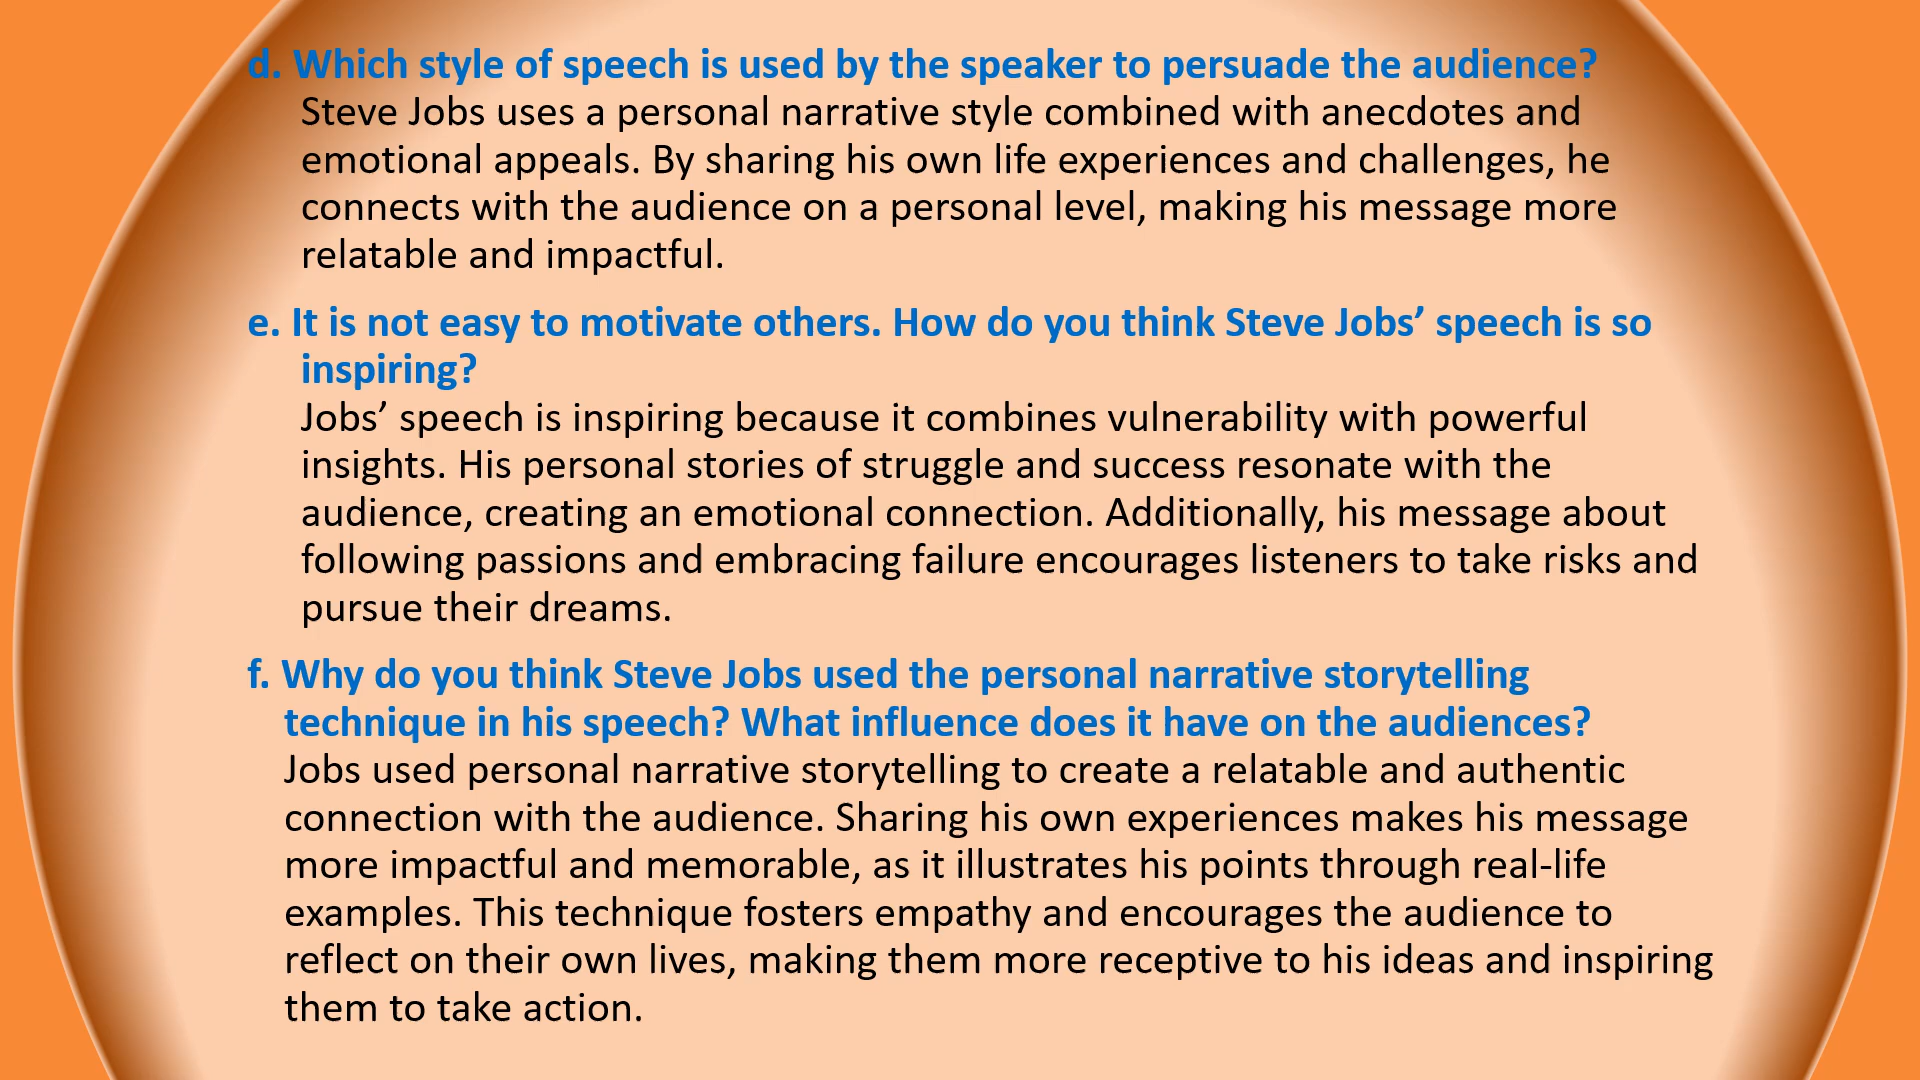 d. Which style of speech is used by the speaker to persuade the audience?
Steve Jobs uses a personal narrative style combined with anecdotes and
emotional appeals. By sharing his own life experiences and challenges, he
connects with the audience on a personal level, making his message more
relatable and impactful.
e. It is not easy to motivate others. How do you think Steve Jobs’ speech is so
inspiring?
Jobs’ speech is inspiring because it combines vulnerability with powerful
insights. His personal stories of struggle and success resonate with the
audience, creating an emotional connection. Additionally, his message about
following passions and embracing failure encourages listeners to take risks and
pursue their dreams.
f. Why do you think Steve Jobs used the personal narrative storytelling
technique in his speech? What influence does it have on the audiences?
Jobs used personal narrative storytelling to create a relatable and authentic
connection with the audience. Sharing his own experiences makes his message
more impactful and memorable, as it illustrates his points through real-life
examples. This technique fosters empathy and encourages the audience to
reflect on their own lives, making them more receptive to his ideas and inspiring
them to take action.